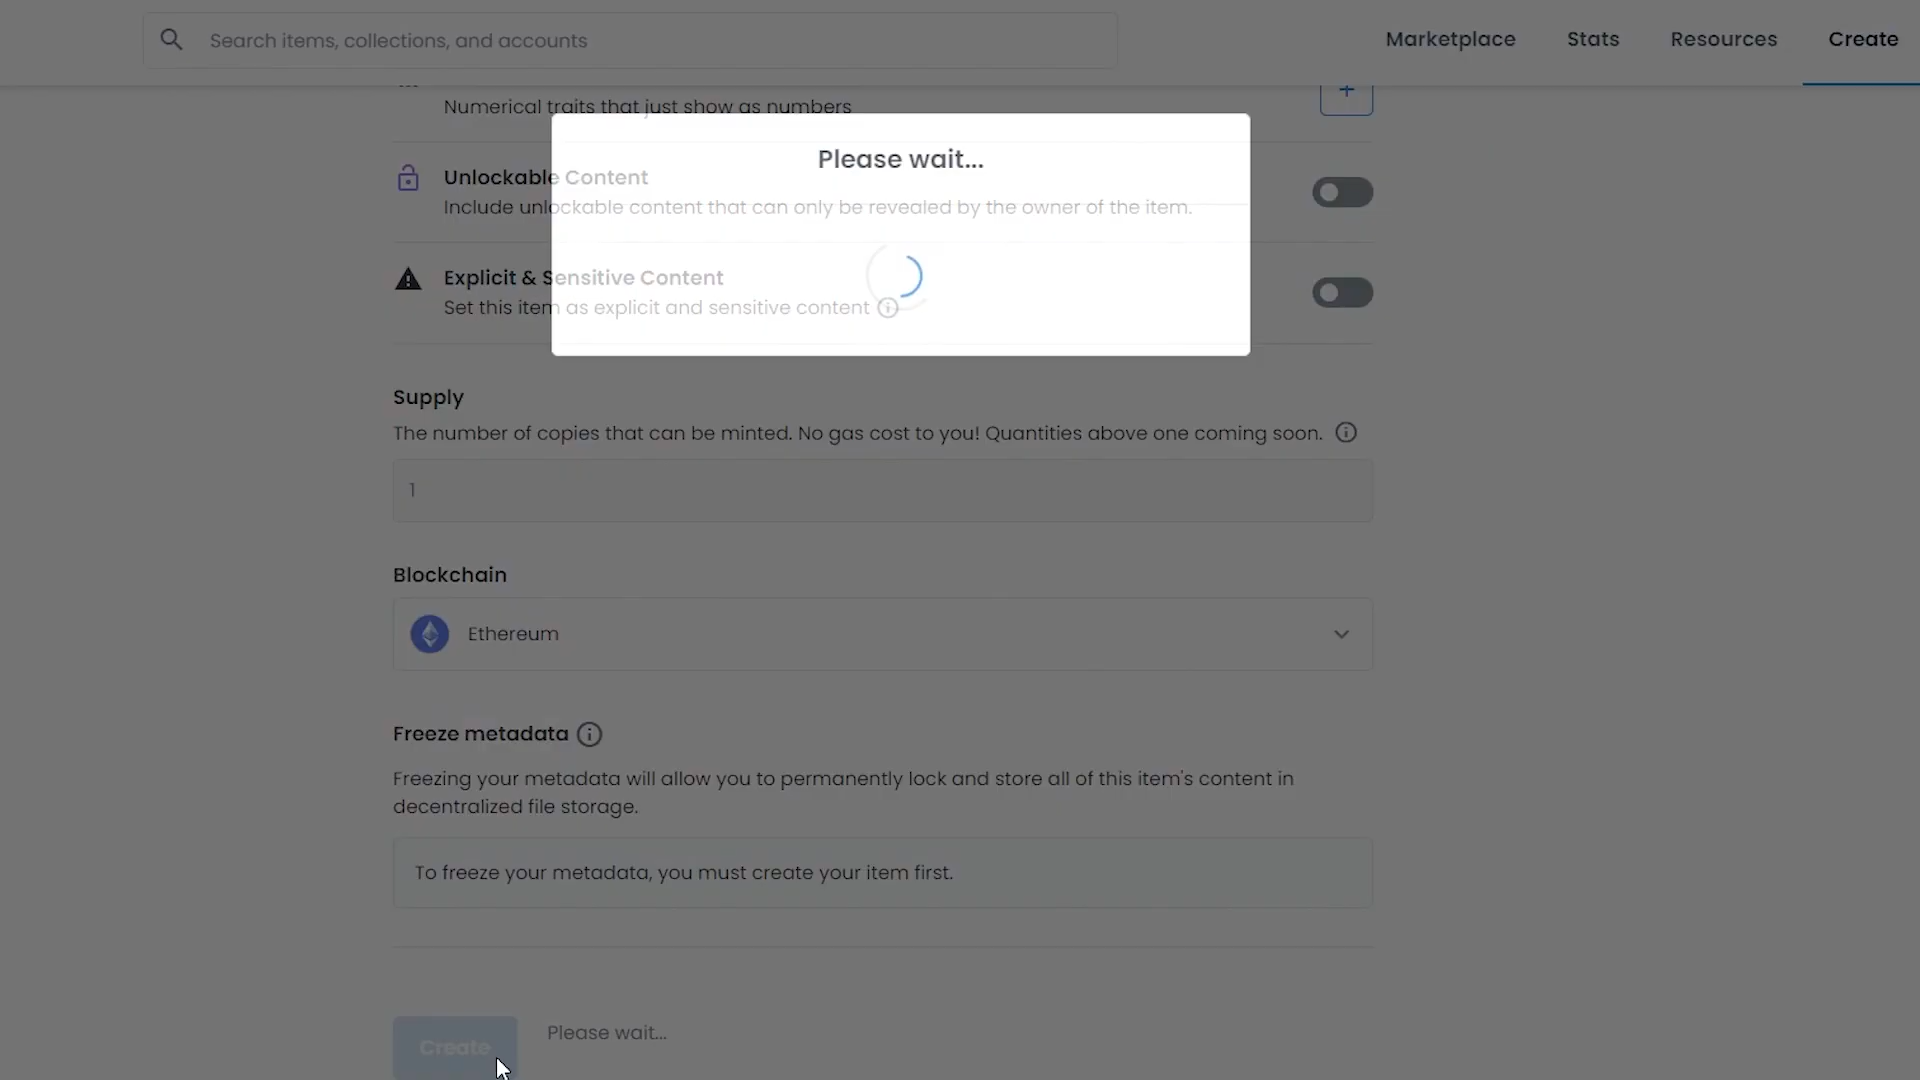 Search items, collections, and accounts
Marketplace
Stats
Resources
Create
Numerical traits that just show as numbers
Please wait...
Unlockable Content
Include unlockable content that can only be revealed by the owner of the item.
Explicit & Sensitive Content
Set this item as explicit and sensitive content
Supply
The number of copies that can be minted. No gas cost to you! Quantities above one coming soon.
1
Blockchain
Ethereum
Freeze metadata
Freezing your metadata will allow you to permanently lock and store all of this item's content in
decentralized file storage.
To freeze your metadata, you must create your item first.
Create
Please wait...